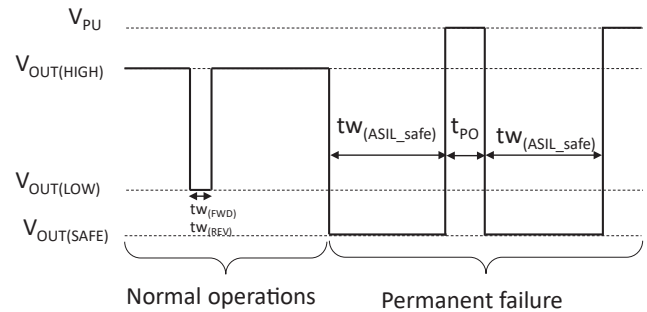 VPU
VOUT(HIGH)
tw(ASIL_safe) tPO tw(ASIL_safe)
VOUT(LOW)
tw(FWD)
tw(REV)
VOUT(SAFE)
Normal operations Permanent failure